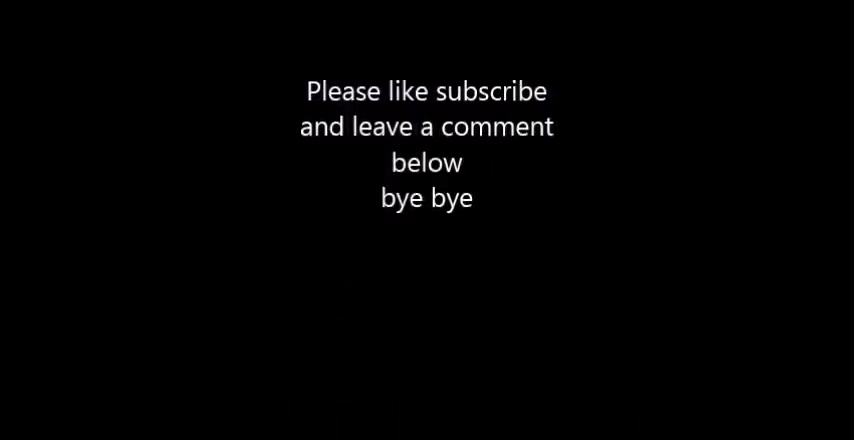 Please like subscribe
and leave a comment
below
bye bye